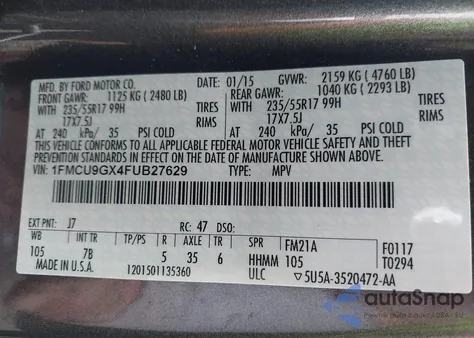 MFD. BY FORD MOTOR CO.
DATE: 01/15 GVWR: 2159 KG ( 4760 LB)
FRONT GAWR: 1125 KG ( 2480 LB) REAR GAWR: 1040 KG ( 2293 LB)
WITH 235/55R17 99H TIRES WITH 235/55R17 99H TIRES
17X7.5J RIMS 17X7.5J RIMS
AT 240 kPa/ 35 PSI COLD AT 240 kPa/ 35 PSI COLD
THIS VEHICLE CONFORMS TO ALL APPLICABLE FEDERAL MOTOR VEHICLE SAFETY AND THEFT PREVENTION STANDARDS IN EFFECT ON THE DATE OF MANUFACTURE SHOWN ABOVE.
VIN: 1FMCU9GX4FUB27629 TYPE: MPV
EXT PNT: J7 RC: 47 DSO:
WB INT TR TP/PS R AXLE TR SPR FM21A F0117
105 7B 5 35 6 HHMM 105 T0294
MADE IN U.S.A. 1201501135360 ULC ▽5U5A-3520472-AA
autaSnap